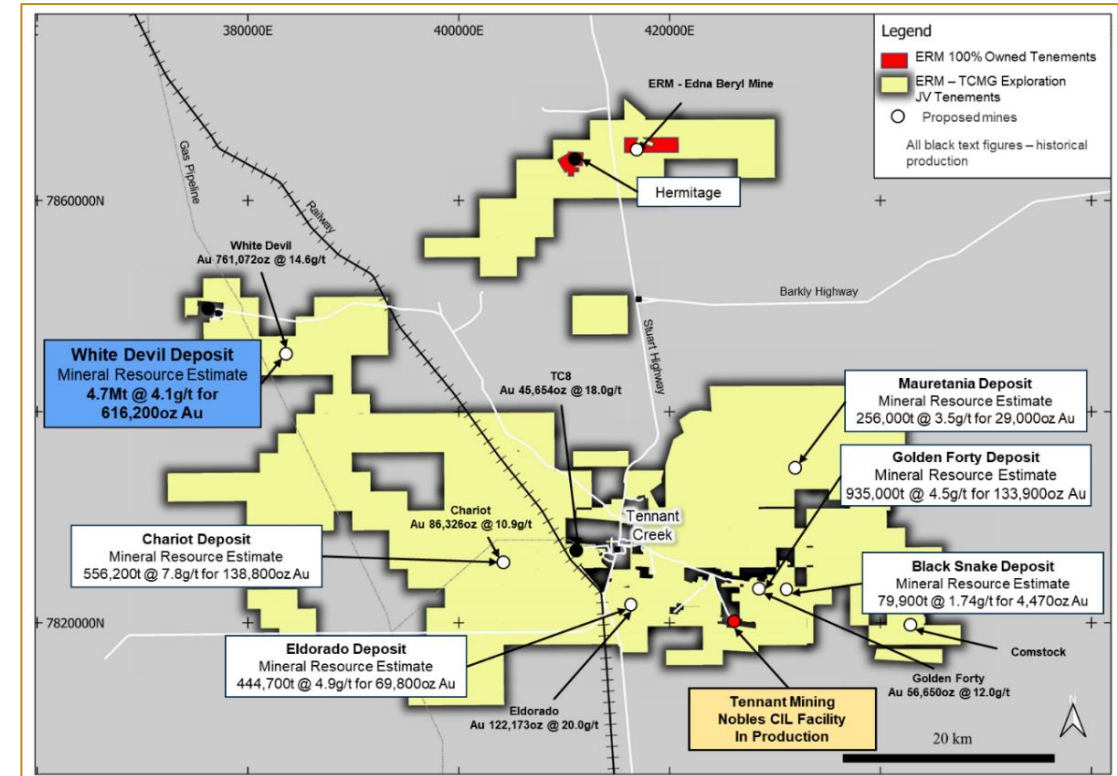 380000E
400000E
420000E
Legend
ERM 100% Owned Tenements
ERM – TCMG Exploration
JV Tenements
Proposed mines
All black text figures – historical
production
ERM - Edna Beryl Mine
Gas Pipeline
Railway
Hermitage
7860000N
White Devil
Au 761,072oz @ 14.6g/t
Barkly Highway
Stuart Highway
White Devil Deposit
Mineral Resource Estimate
4.7Mt @ 4.1g/t for
616,200oz Au
TC8
Au 45,654oz @ 18.0g/t
Mauretania Deposit
Mineral Resource Estimate
256,000t @ 3.5g/t for 29,000oz Au
Golden Forty Deposit
Mineral Resource Estimate
935,000t @ 4.5g/t for 133,900oz Au
Chariot
Au 86,326oz @ 10.9g/t
Tennant
Creek
Chariot Deposit
Mineral Resource Estimate
556,200t @ 7.8g/t for 138,800oz Au
Black Snake Deposit
Mineral Resource Estimate
79,900t @ 1.74g/t for 4,470oz Au
7820000N
Eldorado Deposit
Mineral Resource Estimate
444,700t @ 4.9g/t for 69,800oz Au
Comstock
Golden Forty
Au 56,650oz @ 12.0g/t
Eldorado
Au 122,173oz @ 20.0g/t
Tennant Mining
Nobles CIL Facility
In Production
N
20 km